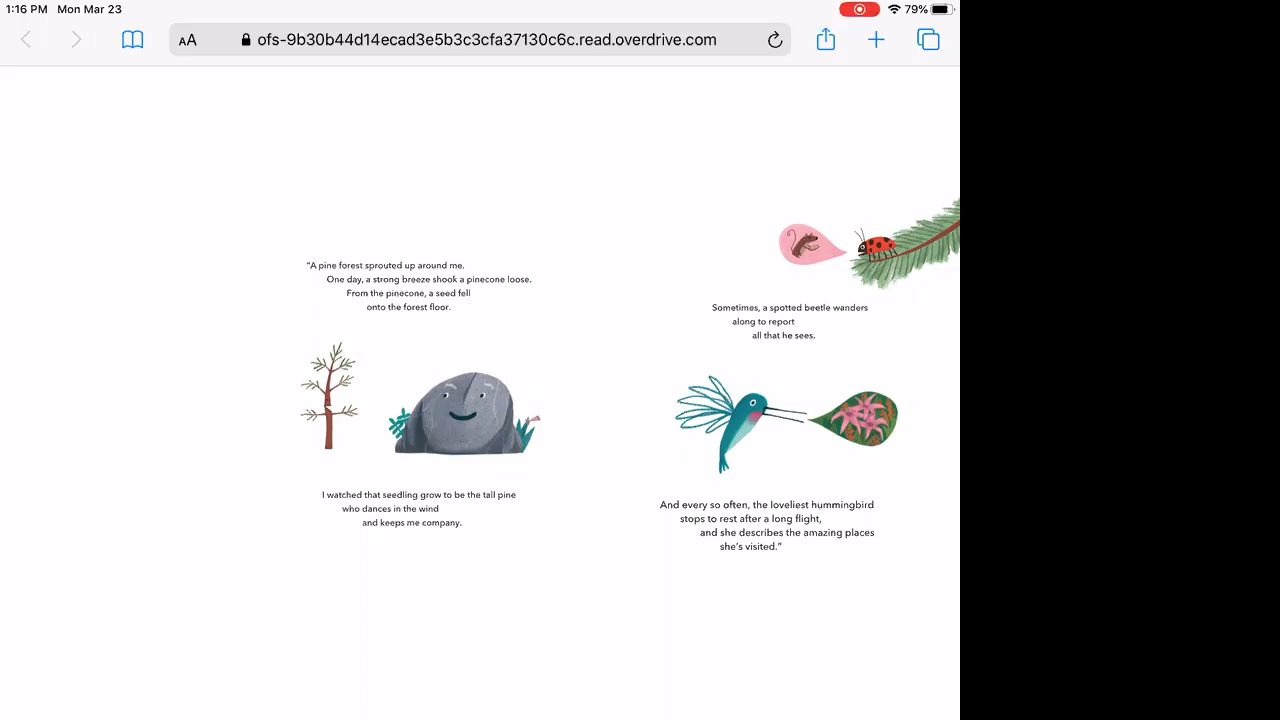 1:16 PM Mon Mar 23
79%
AA
ofs-9b30b44d14ecad3e5b3c3cfa37130c6c.read.overdrive.com
“A pine forest sprouted up around me.
One day, a strong breeze shook a pinecone loose.
From the pinecone, a seed fell
onto the forest floor.
I watched that seedling grow to be the tall pine
who dances in the wind
and keeps me company.
Sometimes, a spotted beetle wanders
along to report
all that he sees.
And every so often, the loveliest hummingbird
stops to rest after a long flight,
and she describes the amazing places
she’s visited.”